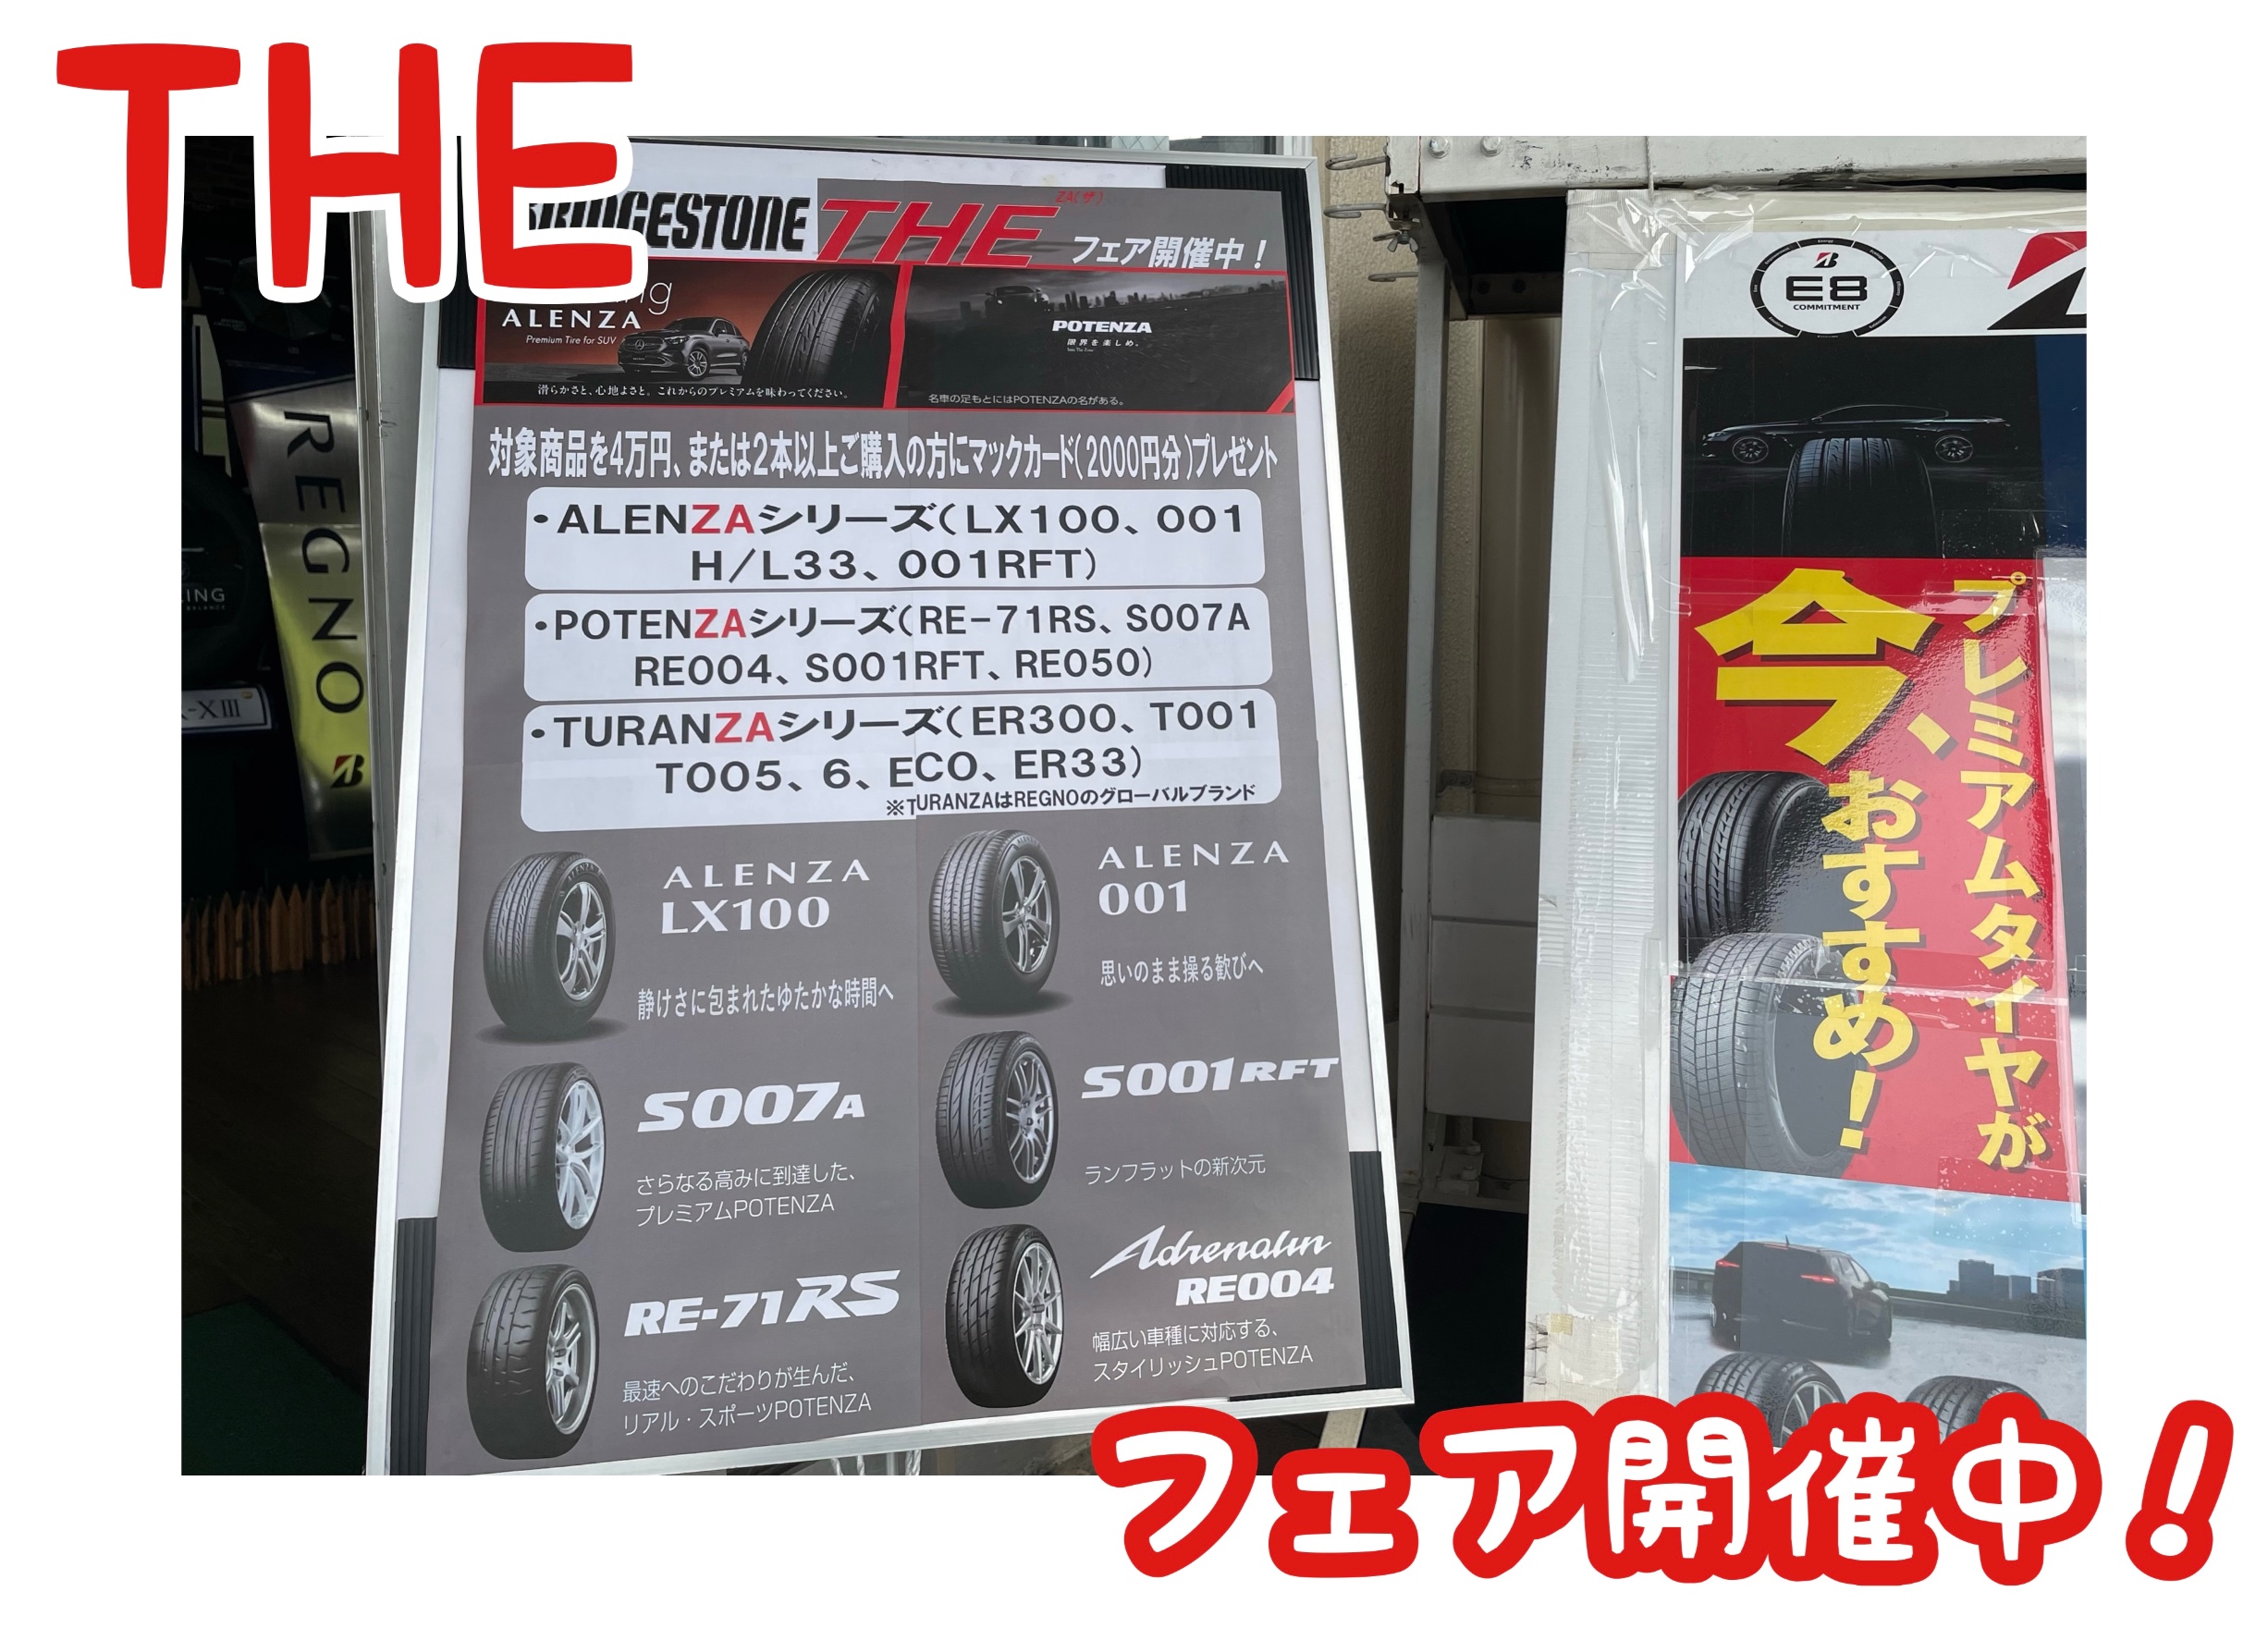 THE
BRIDGESTONE THE ZA(ザ) フェア開催中！
ALENZA
Premium Tire for SUV
滑らかさと、心地よさと。これからのプレミアムを味わってください。
POTENZA
限界を楽しめ。
名車の足もとにはPOTENZAの名がある。
対象商品を4万円、または2本以上ご購入の方にマックカード(2000円分)プレゼント
・ALENZAシリーズ(LX100、001
H/L33、001RFT)
・POTENZAシリーズ(RE-71RS、S007A
RE004、S001RFT、RE050)
・TURANZAシリーズ(ER300、T001
T005、6、ECO、ER33)
※TURANZAはREGNOのグローバルブランド
ALENZA
LX100
静けさに包まれたゆたかな時間へ
ALENZA
001
思いのまま操る歓びへ
S007A
さらなる高みに到達した、
プレミアムPOTENZA
S001RFT
ランフラットの新次元
RE-71RS
最速へのこだわりが生んだ、
リアル・スポーツPOTENZA
Adrenalin
RE004
幅広い車種に対応する、
スタイリッシュPOTENZA
REGNO
-XIII
E8
COMMITMENT
プレミアムタイヤが
今、おすすめ！
フェア開催中！